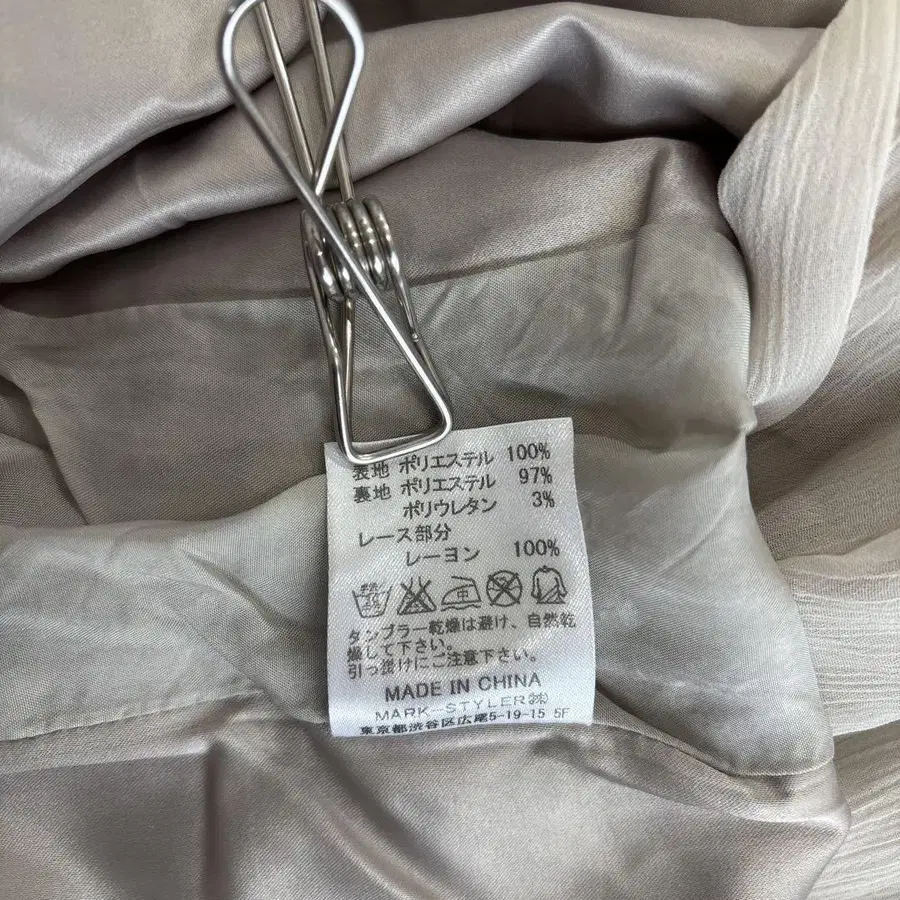 表地 ポリエステル 100%
裏地 ポリエステル 97%
ポリウレタン 3%
レース部分
レーヨン 100%
タンブラー乾燥は避け、自然乾
燥して下さい。
引っ掛けにご注意下さい。
MADE IN CHINA
MARK-STYLER㈱
東京都渋谷区広尾5-19-15 5F